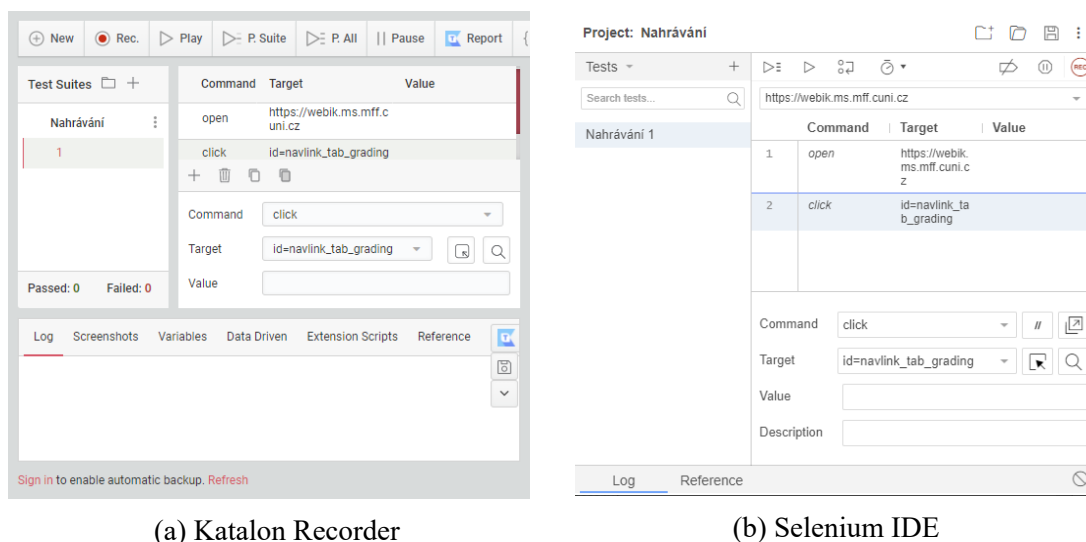 New Rec. Play P. Suite P. All Pause Report
Test Suites
Nahrávání
1
Passed: 0 Failed: 0
Command Target Value
open https://webik.ms.mff.c
uni.cz
click id=navlink_tab_grading
Command click
Target id=navlink_tab_grading
Value
Log Screenshots Variables Data Driven Extension Scripts Reference
Sign in to enable automatic backup. Refresh
(a) Katalon Recorder
Project: Nahrávání
Tests
Search tests...
Nahrávání 1
REC
https://webik.ms.mff.cuni.cz
Command Target Value
1 open https://webik.
ms.mff.cuni.c
z
2 click id=navlink_ta
b_grading
Command click //
Target id=navlink_tab_grading
Value
Description
Log Reference
(b) Selenium IDE